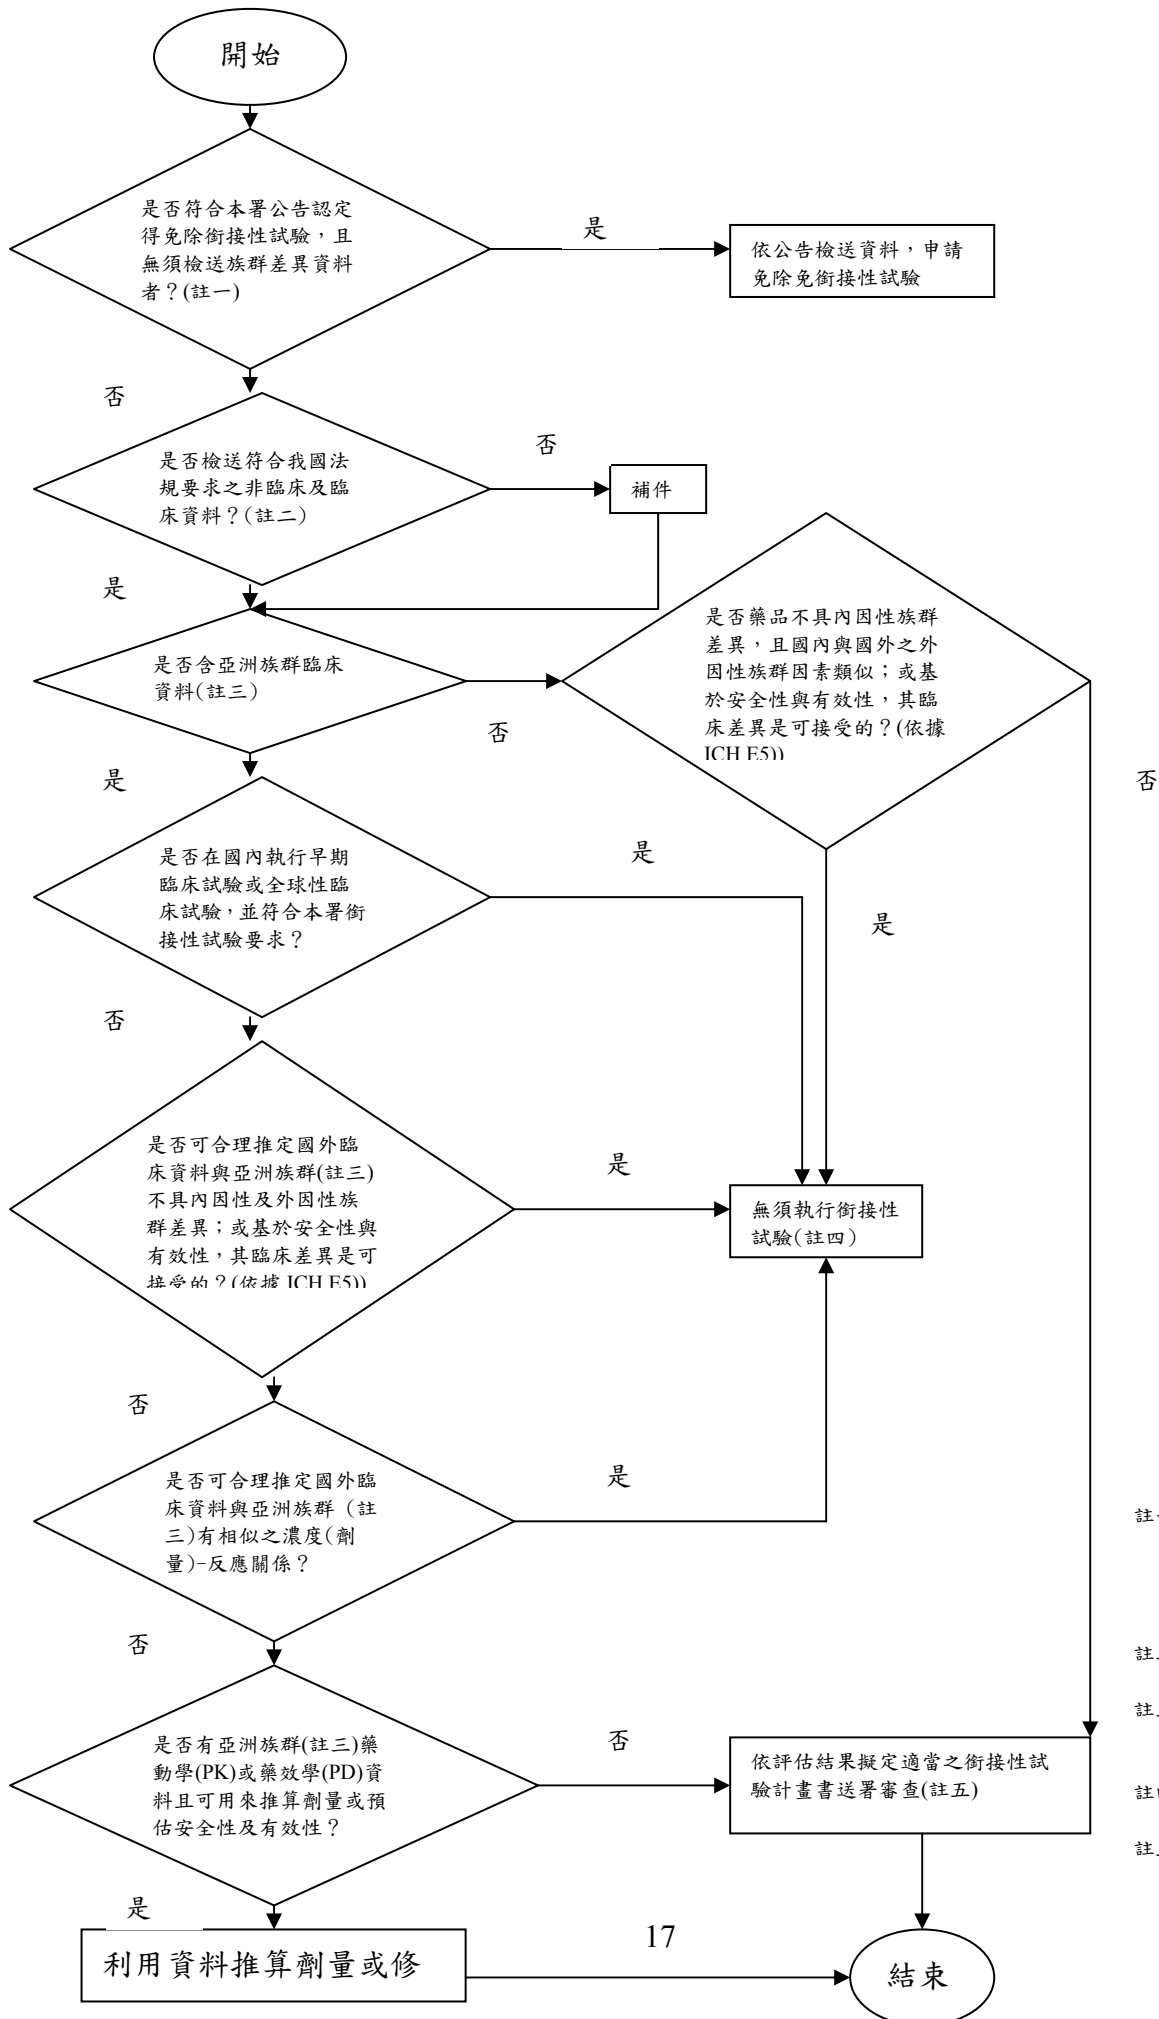 開始
是否符合本署公告認定
得免除銜接性試驗，且
無須檢送族群差異資料
者？(註一)
是
依公告檢送資料，申請
免除免銜接性試驗
否
是否檢送符合我國法
規要求之非臨床及臨
床資料？(註二)
否
補件
是
是否含亞洲族群臨床
資料(註三)
否
是否藥品不具內因性族群
差異，且國內與國外之外
因性族群因素類似；或基
於安全性與有效性，其臨
床差異是可接受的？(依據
ICH E5))
否
是
是
是否在國內執行早期
臨床試驗或全球性臨
床試驗，並符合本署銜
接性試驗要求？
是
否
是否可合理推定國外臨
床資料與亞洲族群(註三)
不具內因性及外因性族
群差異；或基於安全性與
有效性，其臨床差異是可
接受的？(依據 ICH E5))
是
無須執行銜接性
試驗(註四)
否
是否可合理推定國外臨
床資料與亞洲族群（註
三)有相似之濃度(劑
量)-反應關係？
是
註
否
註
註
是否有亞洲族群(註三)藥
動學(PK)或藥效學(PD)資
料且可用來推算劑量或預
估安全性及有效性？
否
依評估結果擬定適當之銜接性試
驗計畫書送署審查(註五)
註
註
是
利用資料推算劑量或修
17
結束